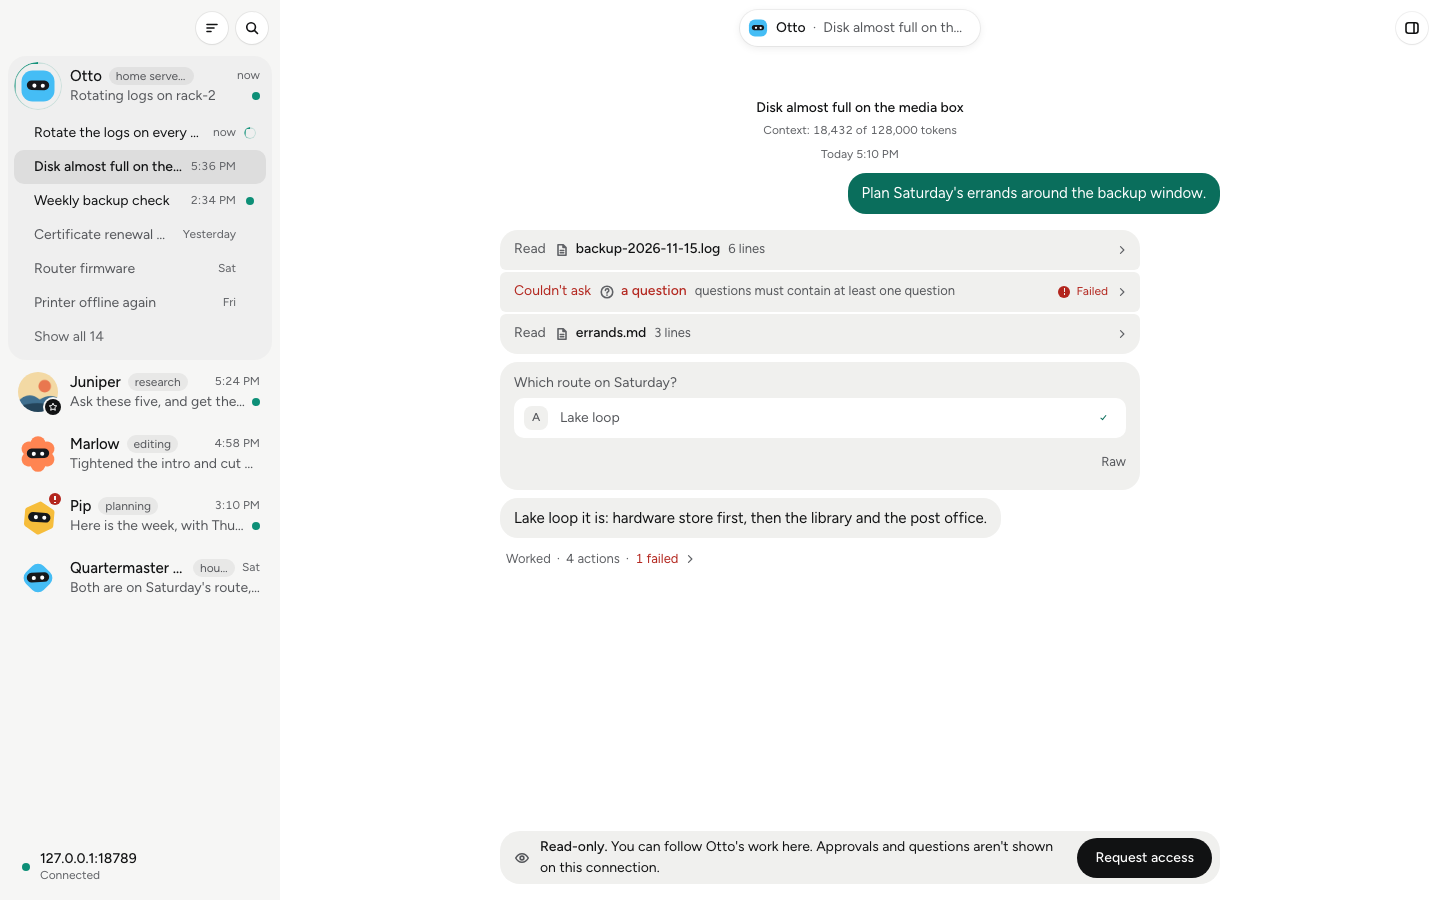 Otto home serve... now
Rotating logs on rack-2
Rotate the logs on every ... now
Disk almost full on the... 5:36 PM
Weekly backup check 2:34 PM
Certificate renewal ... Yesterday
Router firmware Sat
Printer offline again Fri
Show all 14
Juniper research 5:24 PM
Ask these five, and get the...
Marlow editing 4:58 PM
Tightened the intro and cut ...
Pip planning 3:10 PM
Here is the week, with Thu...
Quartermaster ... hou... Sat
Both are on Saturday's route,...
127.0.0.1:18789
Connected
Otto · Disk almost full on th...
Disk almost full on the media box
Context: 18,432 of 128,000 tokens
Today 5:10 PM
Plan Saturday's errands around the backup window.
Read backup-2026-11-15.log 6 lines
Couldn't ask a question questions must contain at least one question Failed
Read errands.md 3 lines
Which route on Saturday?
A Lake loop
Raw
Lake loop it is: hardware store first, then the library and the post office.
Worked · 4 actions · 1 failed
Read-only. You can follow Otto's work here. Approvals and questions aren't shown
on this connection.
Request access